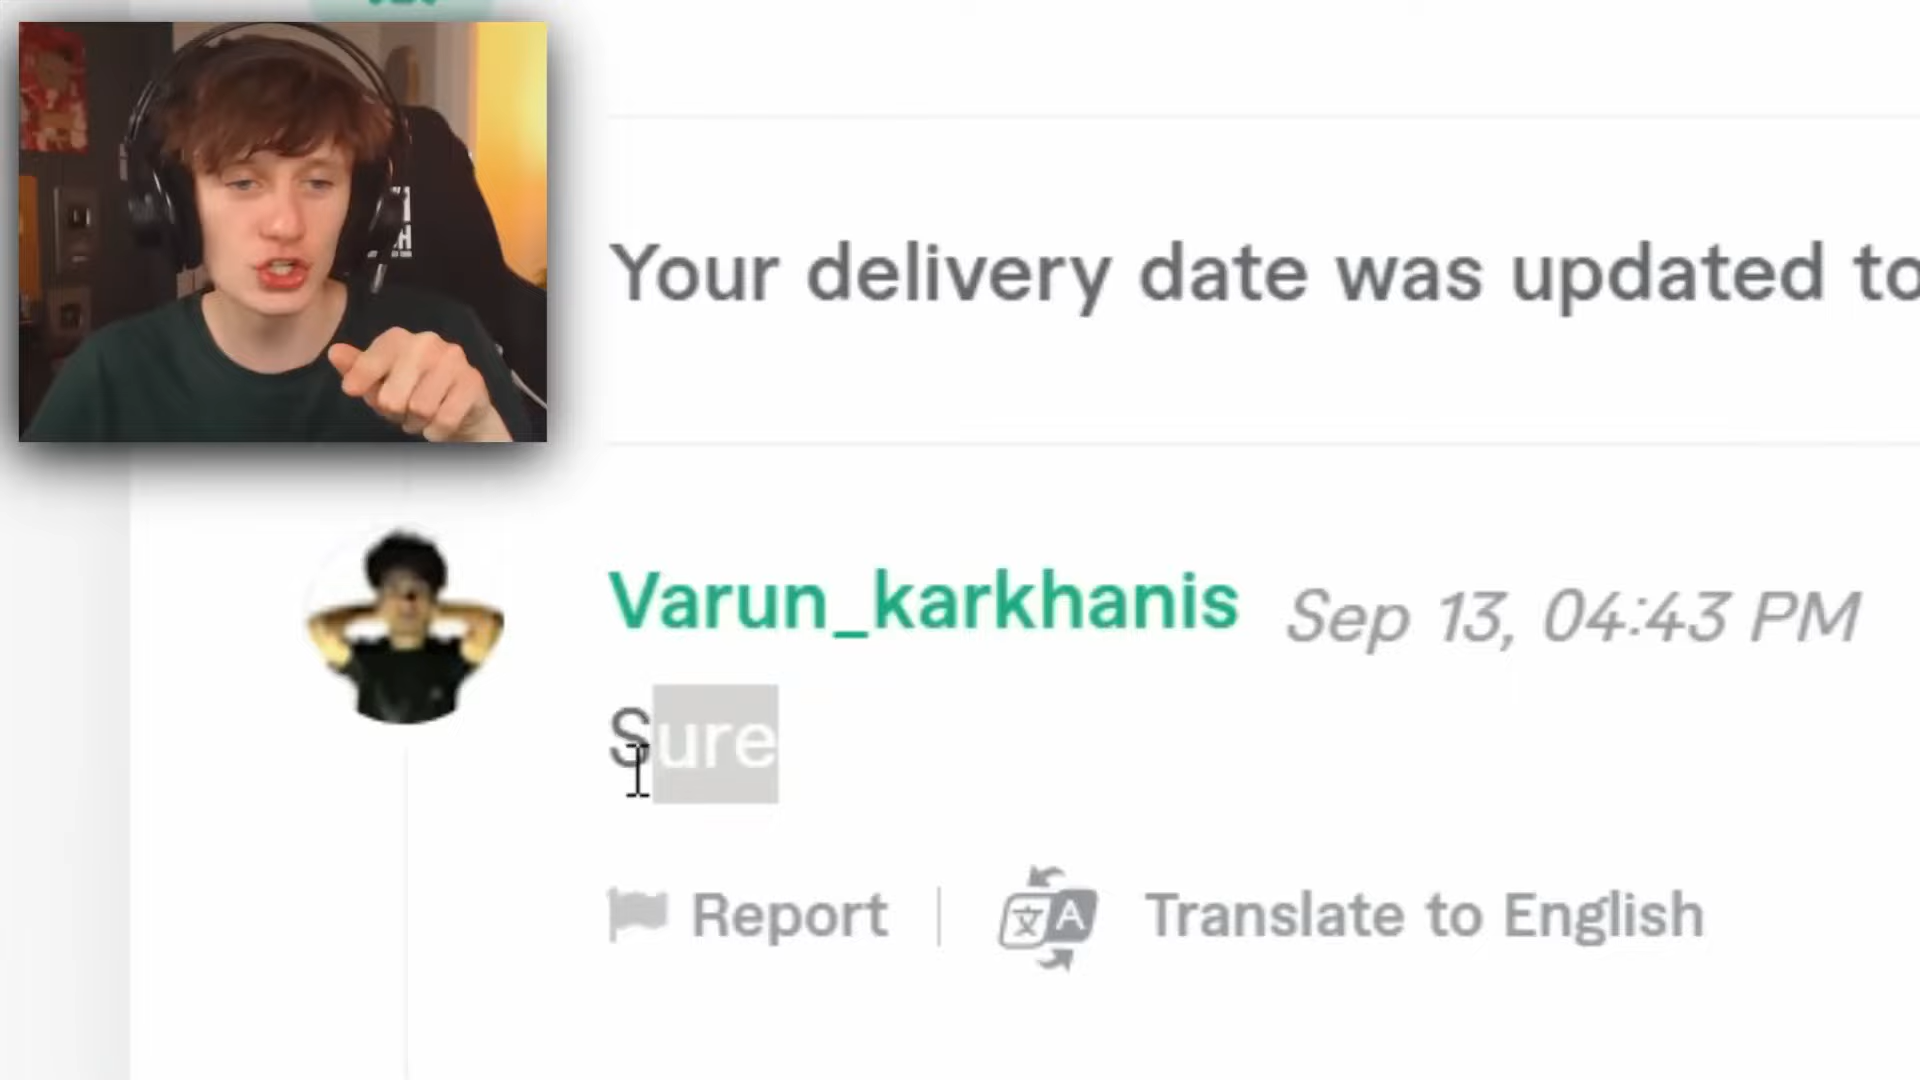 Your delivery date was updated to
Varun_karkhanis Sep 13, 04:43 PM
Sure
Report | Translate to English